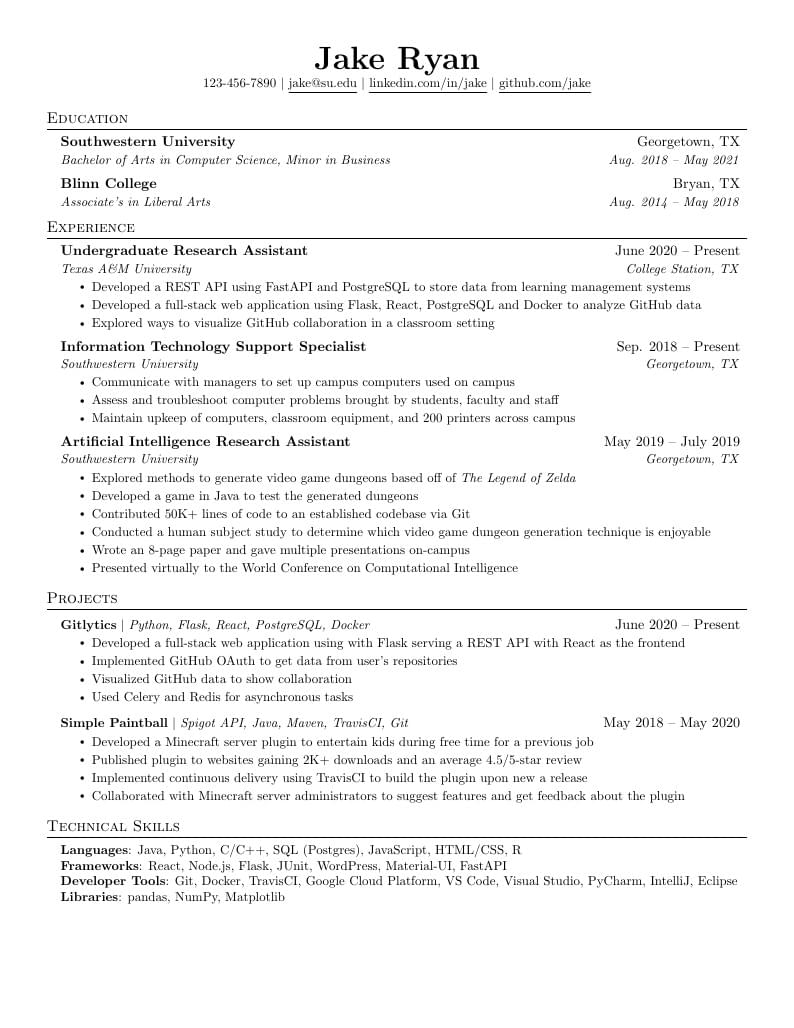 Jake Ryan
123-456-7890 | jake@su.edu | linkedin.com/in/jake | github.com/jake
Education
Southwestern University Georgetown, TX
Bachelor of Arts in Computer Science, Minor in Business Aug. 2018 – May 2021
Blinn College Bryan, TX
Associate's in Liberal Arts Aug. 2014 – May 2018
Experience
Undergraduate Research Assistant June 2020 – Present
Texas A&M University College Station, TX
• Developed a REST API using FastAPI and PostgreSQL to store data from learning management systems
• Developed a full-stack web application using Flask, React, PostgreSQL and Docker to analyze GitHub data
• Explored ways to visualize GitHub collaboration in a classroom setting
Information Technology Support Specialist Sep. 2018 – Present
Southwestern University Georgetown, TX
• Communicate with managers to set up campus computers used on campus
• Assess and troubleshoot computer problems brought by students, faculty and staff
• Maintain upkeep of computers, classroom equipment, and 200 printers across campus
Artificial Intelligence Research Assistant May 2019 – July 2019
Southwestern University Georgetown, TX
• Explored methods to generate video game dungeons based off of The Legend of Zelda
• Developed a game in Java to test the generated dungeons
• Contributed 50K+ lines of code to an established codebase via Git
• Conducted a human subject study to determine which video game dungeon generation technique is enjoyable
• Wrote an 8-page paper and gave multiple presentations on-campus
• Presented virtually to the World Conference on Computational Intelligence
Projects
Gitlytics | Python, Flask, React, PostgreSQL, Docker June 2020 – Present
• Developed a full-stack web application using with Flask serving a REST API with React as the frontend
• Implemented GitHub OAuth to get data from user's repositories
• Visualized GitHub data to show collaboration
• Used Celery and Redis for asynchronous tasks
Simple Paintball | Spigot API, Java, Maven, TravisCI, Git May 2018 – May 2020
• Developed a Minecraft server plugin to entertain kids during free time for a previous job
• Published plugin to websites gaining 2K+ downloads and an average 4.5/5-star review
• Implemented continuous delivery using TravisCI to build the plugin upon new a release
• Collaborated with Minecraft server administrators to suggest features and get feedback about the plugin
Technical Skills
Languages: Java, Python, C/C++, SQL (Postgres), JavaScript, HTML/CSS, R
Frameworks: React, Node.js, Flask, JUnit, WordPress, Material-UI, FastAPI
Developer Tools: Git, Docker, TravisCI, Google Cloud Platform, VS Code, Visual Studio, PyCharm, IntelliJ, Eclipse
Libraries: pandas, NumPy, Matplotlib